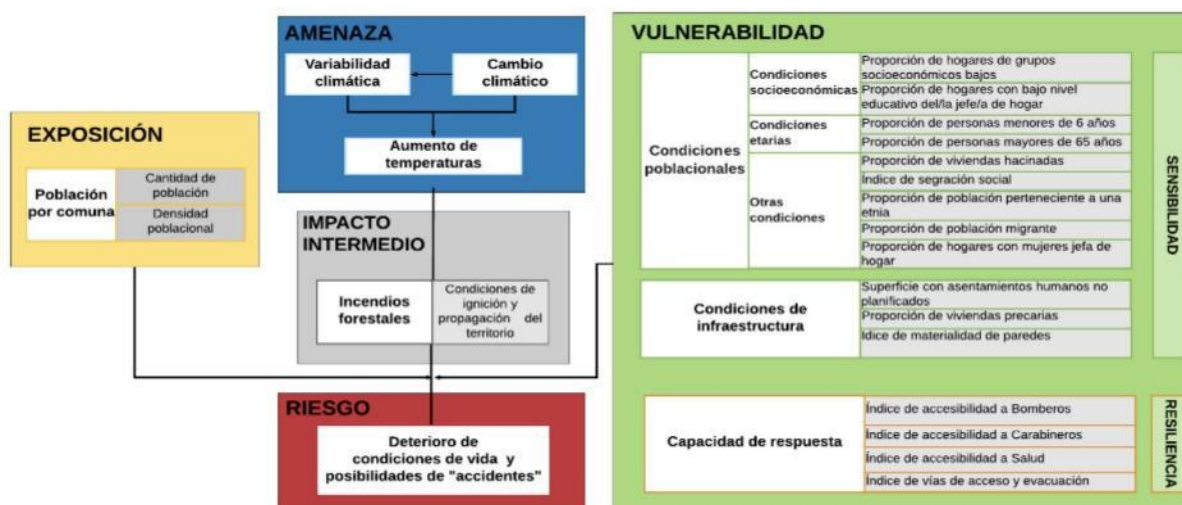 AMENAZA
Variabilidad
climática
Cambio
climático
Aumento de
temperaturas
EXPOSICIÓN
Población
por comuna
Cantidad de
población
Densidad
poblacional
IMPACTO
INTERMEDIO
Incendios
forestales
Condiciones de
ignición y
propagación del
territorio
RIESGO
Deterioro de
condiciones de vida y
posibilidades de "accidentes"
VULNERABILIDAD
Condiciones
poblacionales
Condiciones
socioeconómicas
Proporción de hogares de grupos
socioeconómicos bajos
Proporción de hogares con bajo nivel
educativo del/la jefe/a de hogar
Condiciones
etarias
Proporción de personas menores de 6 años
Proporción de personas mayores de 65 años
Otras
condiciones
Proporción de viviendas hacinadas
Indice de segración social
Proporción de población perteneciente a una
etnia
Proporción de población migrante
Proporción de hogares con mujeres jefa de
hogar
Condiciones de
infraestructura
Superficie con asentamientos humanos no
planificados
Proporción de viviendas precarias
Idice de materialidad de paredes
SENSIBILIDAD
Capacidad de respuesta
Índice de accesibilidad a Bomberos
Índice de accesibilidad a Carabineros
Índice de accesibilidad a Salud
Índice de vías de acceso y evacuación
RESILIENCIA